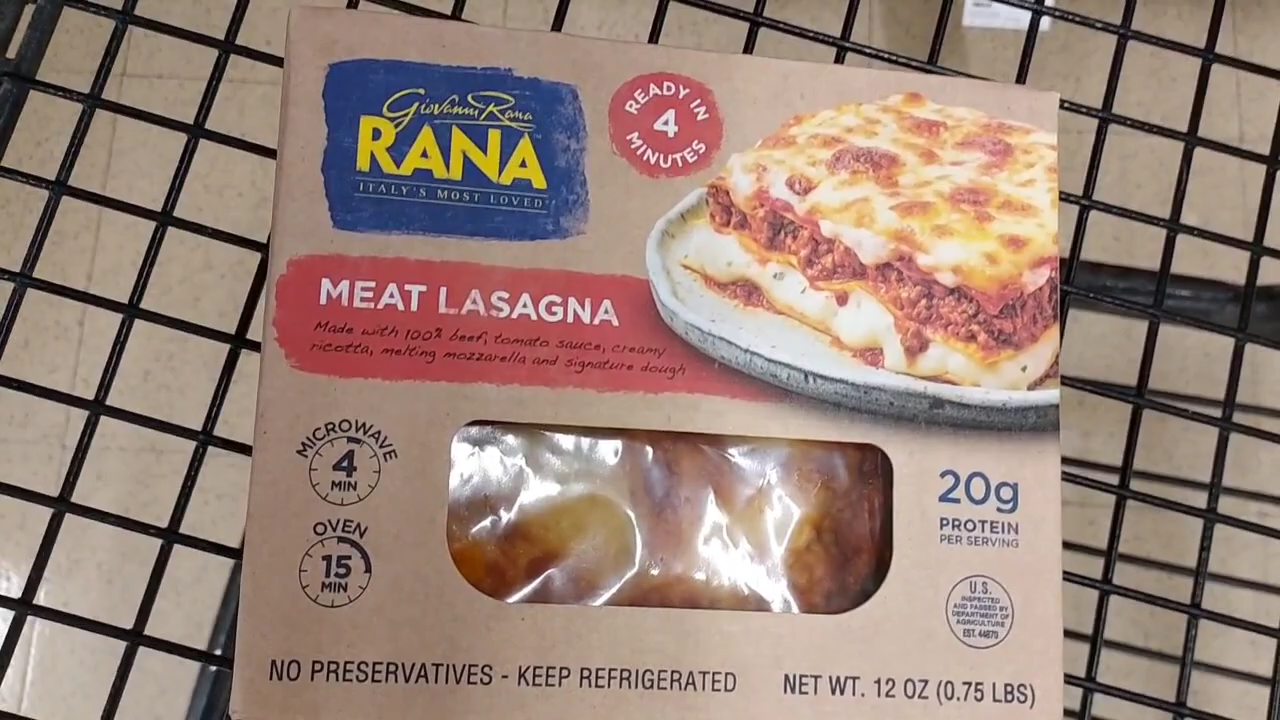 Giovanni Rana
RANA™
ITALY'S MOST LOVED
READY IN
4
MINUTES
MEAT LASAGNA
Made with 100% beef, tomato sauce, creamy
ricotta, melting mozzarella and signature dough
MICROWAVE
4
MIN
OVEN
15
MIN
20g
PROTEIN
PER SERVING
U.S.
INSPECTED
AND PASSED BY
DEPARTMENT OF
AGRICULTURE
EST. 44870
NO PRESERVATIVES - KEEP REFRIGERATED
NET WT. 12 OZ (0.75 LBS)